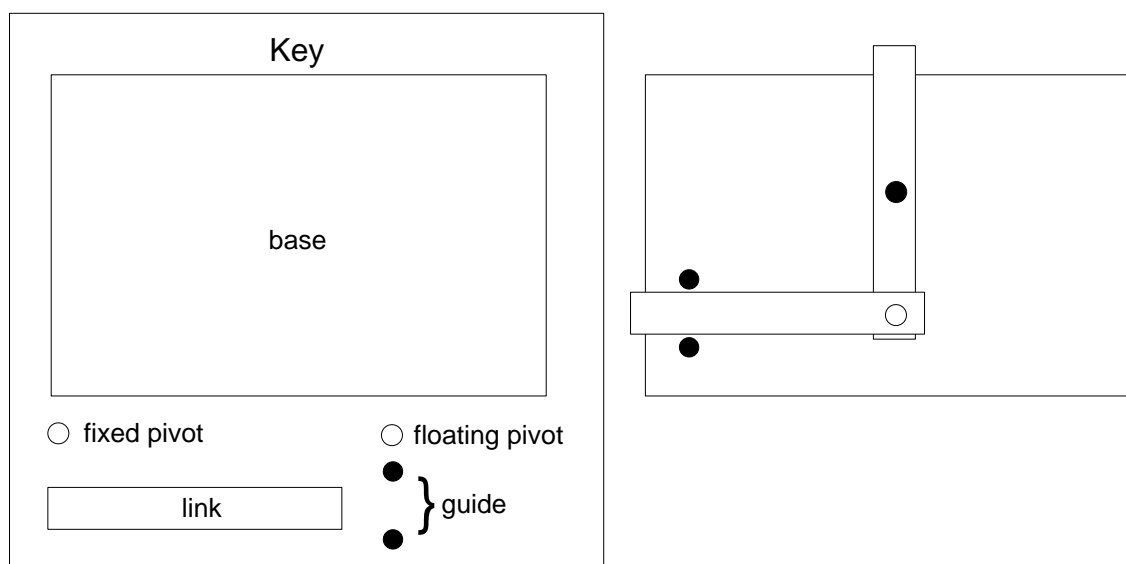 Key
base
fixed pivot
floating pivot
link
guide